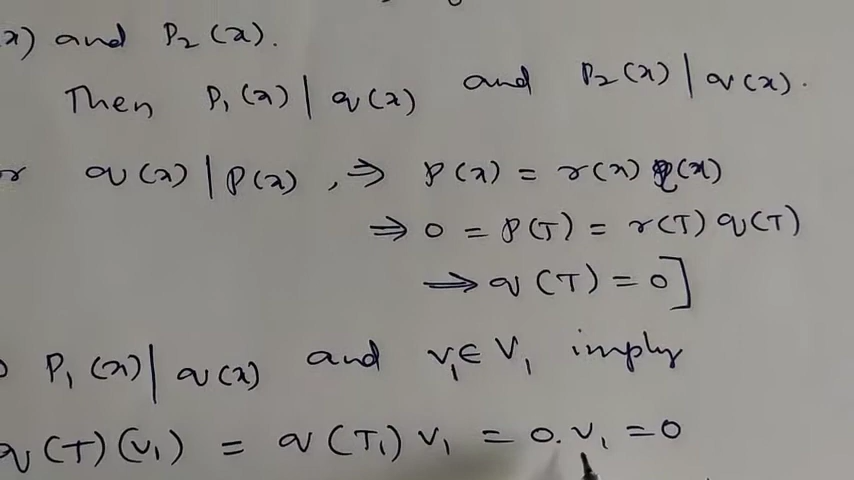 x) and P₂(x).
Then P₁(x) | q(x) and P₂(x) | q(x).
r q(x) | P(x), ⇒ P(x) = r(x) q(x)
⇒ 0 = P(T) = r(T) q(T)
⟹ q(T) = 0]
P₁(x) | q(x) and v₁ ∈ V₁ imply
q(T)(v₁) = q(T₁) v₁ = 0.v₁ = 0